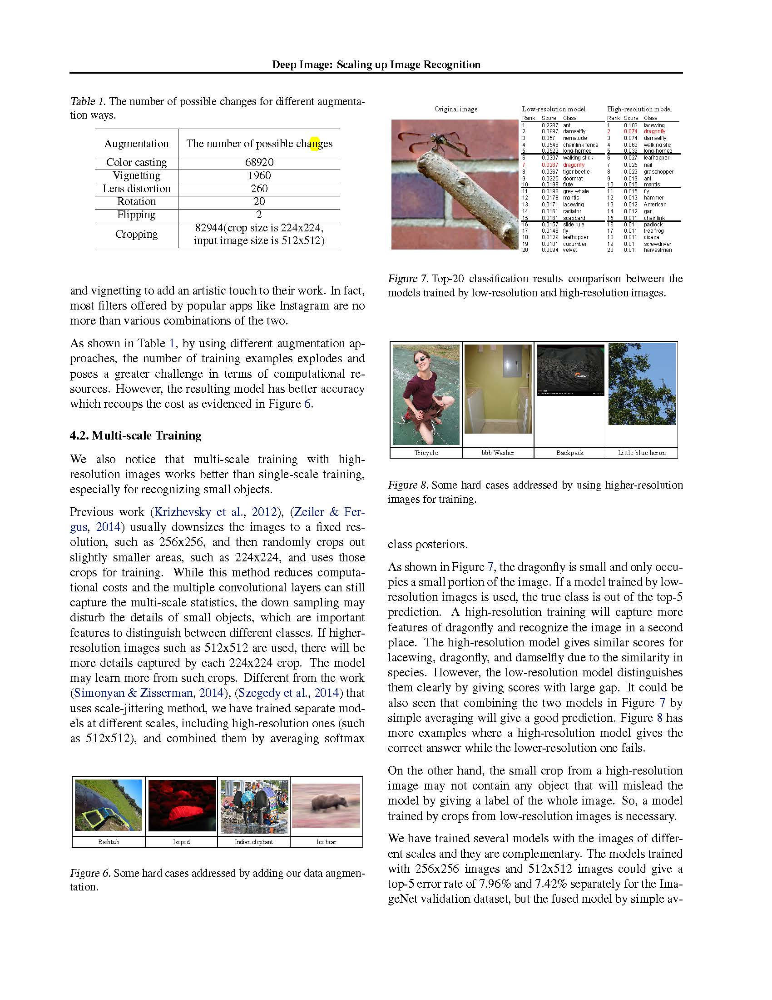 Deep Image: Scaling up Image Recognition
Table 1. The number of possible changes for different augmenta-
tion ways.
Augmentation The number of possible changes
Color casting 68920
Vignetting 1960
Lens distortion 260
Rotation 20
Flipping 2
Cropping 82944(crop size is 224x224,
input image size is 512x512)
and vignetting to add an artistic touch to their work. In fact,
most filters offered by popular apps like Instagram are no
more than various combinations of the two.
As shown in Table 1, by using different augmentation ap-
proaches, the number of training examples explodes and
poses a greater challenge in terms of computational re-
sources. However, the resulting model has better accuracy
which recoups the cost as evidenced in Figure 6.
4.2. Multi-scale Training
We also notice that multi-scale training with high-
resolution images works better than single-scale training,
especially for recognizing small objects.
Previous work (Krizhevsky et al., 2012), (Zeiler & Fer-
gus, 2014) usually downsizes the images to a fixed res-
olution, such as 256x256, and then randomly crops out
slightly smaller areas, such as 224x224, and uses those
crops for training. While this method reduces computa-
tional costs and the multiple convolutional layers can still
capture the multi-scale statistics, the down sampling may
disturb the details of small objects, which are important
features to distinguish between different classes. If higher-
resolution images such as 512x512 are used, there will be
more details captured by each 224x224 crop. The model
may learn more from such crops. Different from the work
(Simonyan & Zisserman, 2014), (Szegedy et al., 2014) that
uses scale-jittering method, we have trained separate mod-
els at different scales, including high-resolution ones (such
as 512x512), and combined them by averaging softmax
Bathtub Isopod Indian elephant Ice bear
Figure 6. Some hard cases addressed by adding our data augmen-
tation.
Original image Low-resolution model High-resolution model
Rank Score Class Rank Score Class
1 0.2287 ant 1 0.103 lacewing
2 0.0997 damselfly 2 0.074 dragonfly
3 0.057 nematode 3 0.074 damselfly
4 0.0546 chainlink fence 4 0.063 walking stic
5 0.0522 long-horned 5 0.039 long-horned
6 0.0307 walking stick 6 0.027 leafhopper
7 0.0287 dragonfly 7 0.025 nail
8 0.0267 tiger beetle 8 0.023 grasshopper
9 0.0225 doormat 9 0.019 ant
10 0.0198 flute 10 0.015 mantis
11 0.0198 grey whale 11 0.015 fly
12 0.0178 mantis 12 0.013 hammer
13 0.0171 lacewing 13 0.012 American
14 0.0161 radiator 14 0.012 gar
15 0.0161 scabbard 15 0.011 chainlink
16 0.0157 slide rule 16 0.011 padlock
17 0.0148 fly 17 0.011 tree frog
18 0.0129 leafhopper 18 0.011 cicada
19 0.0101 cucumber 19 0.01 screwdriver
20 0.0094 velvet 20 0.01 harvestman
Figure 7. Top-20 classification results comparison between the
models trained by low-resolution and high-resolution images.
Tricycle bbb Washer Backpack Little blue heron
Figure 8. Some hard cases addressed by using higher-resolution
images for training.
class posteriors.
As shown in Figure 7, the dragonfly is small and only occu-
pies a small portion of the image. If a model trained by low-
resolution images is used, the true class is out of the top-5
prediction. A high-resolution training will capture more
features of dragonfly and recognize the image in a second
place. The high-resolution model gives similar scores for
lacewing, dragonfly, and damselfly due to the similarity in
species. However, the low-resolution model distinguishes
them clearly by giving scores with large gap. It could be
also seen that combining the two models in Figure 7 by
simple averaging will give a good prediction. Figure 8 has
more examples where a high-resolution model gives the
correct answer while the lower-resolution one fails.
On the other hand, the small crop from a high-resolution
image may not contain any object that will mislead the
model by giving a label of the whole image. So, a model
trained by crops from low-resolution images is necessary.
We have trained several models with the images of differ-
ent scales and they are complementary. The models trained
with 256x256 images and 512x512 images could give a
top-5 error rate of 7.96% and 7.42% separately for the Ima-
geNet validation dataset, but the fused model by simple av-